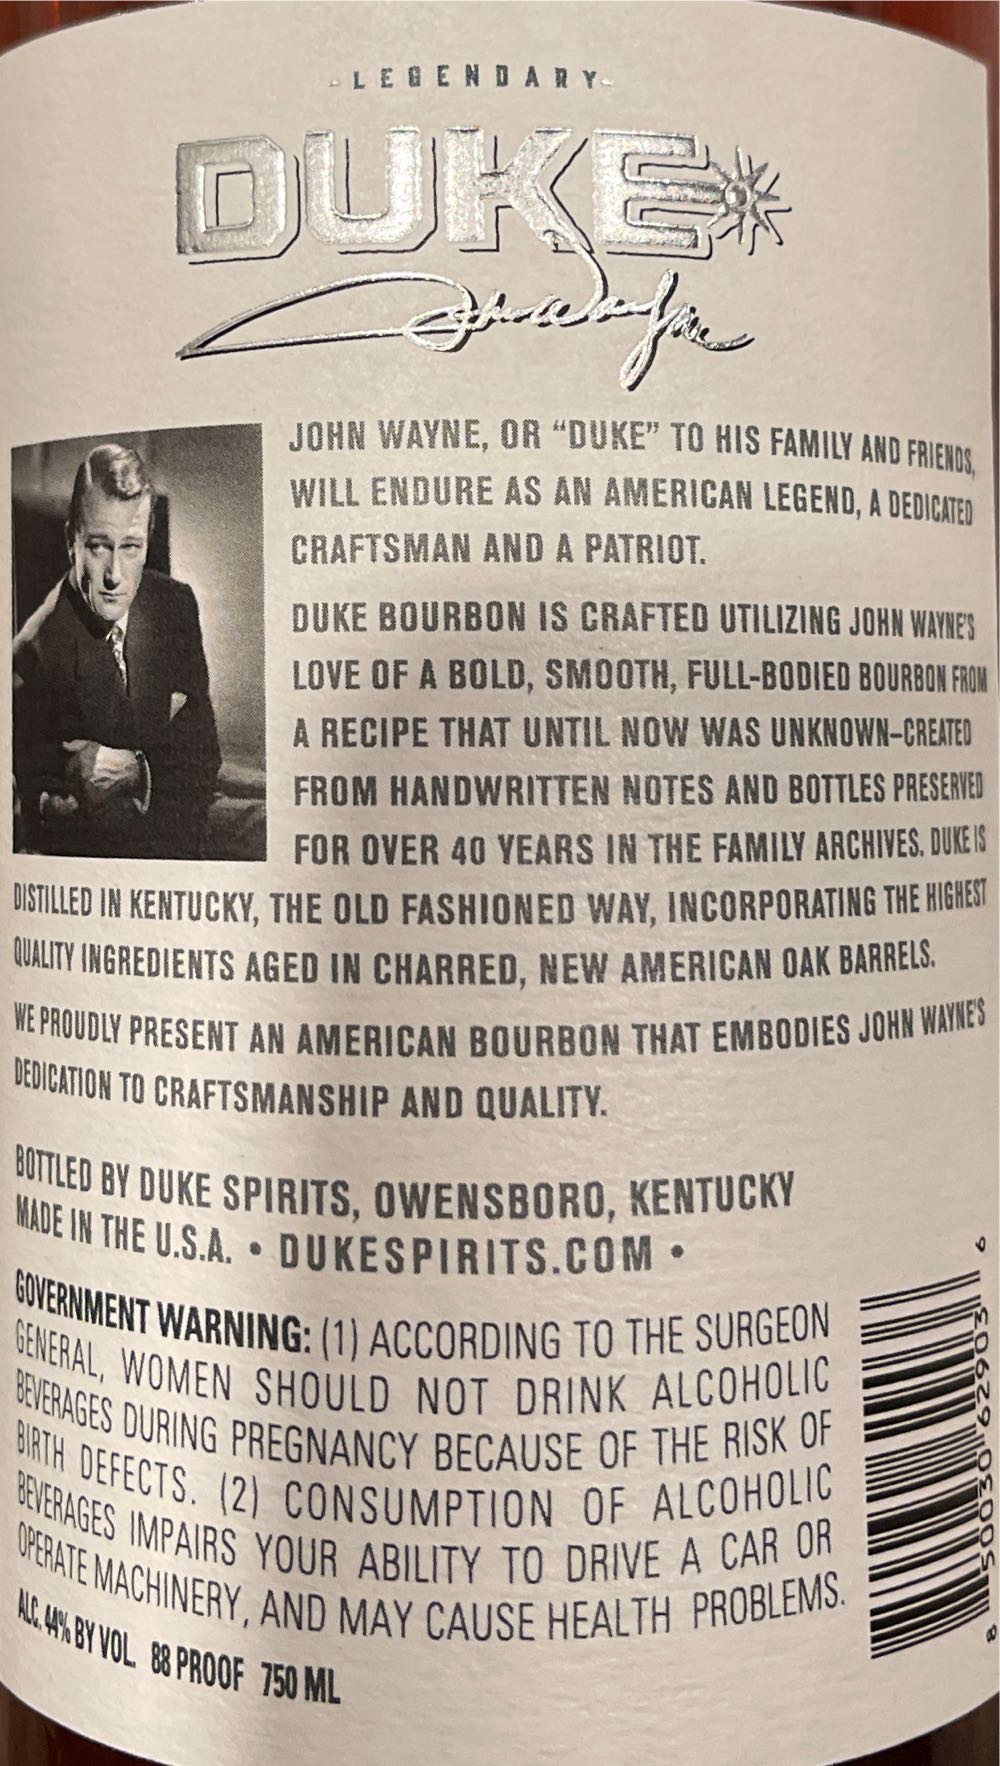 -LEGENDARY-
DUKE
John Wayne
JOHN WAYNE, OR “DUKE” TO HIS FAMILY AND FRIENDS,
WILL ENDURE AS AN AMERICAN LEGEND, A DEDICATED
CRAFTSMAN AND A PATRIOT.
DUKE BOURBON IS CRAFTED UTILIZING JOHN WAYNE'S
LOVE OF A BOLD, SMOOTH, FULL-BODIED BOURBON FROM
A RECIPE THAT UNTIL NOW WAS UNKNOWN–CREATED
FROM HANDWRITTEN NOTES AND BOTTLES PRESERVED
FOR OVER 40 YEARS IN THE FAMILY ARCHIVES. DUKE IS
DISTILLED IN KENTUCKY, THE OLD FASHIONED WAY, INCORPORATING THE HIGHEST
QUALITY INGREDIENTS AGED IN CHARRED, NEW AMERICAN OAK BARRELS.
WE PROUDLY PRESENT AN AMERICAN BOURBON THAT EMBODIES JOHN WAYNE'S
DEDICATION TO CRAFTSMANSHIP AND QUALITY.
BOTTLED BY DUKE SPIRITS, OWENSBORO, KENTUCKY
MADE IN THE U.S.A. • DUKESPIRITS.COM •
GOVERNMENT WARNING: (1) ACCORDING TO THE SURGEON
GENERAL, WOMEN SHOULD NOT DRINK ALCOHOLIC
BEVERAGES DURING PREGNANCY BECAUSE OF THE RISK OF
BIRTH DEFECTS. (2) CONSUMPTION OF ALCOHOLIC
BEVERAGES IMPAIRS YOUR ABILITY TO DRIVE A CAR OR
OPERATE MACHINERY, AND MAY CAUSE HEALTH PROBLEMS.
ALC. 44% BY VOL. 88 PROOF 750 ML
8 50030 62903 6